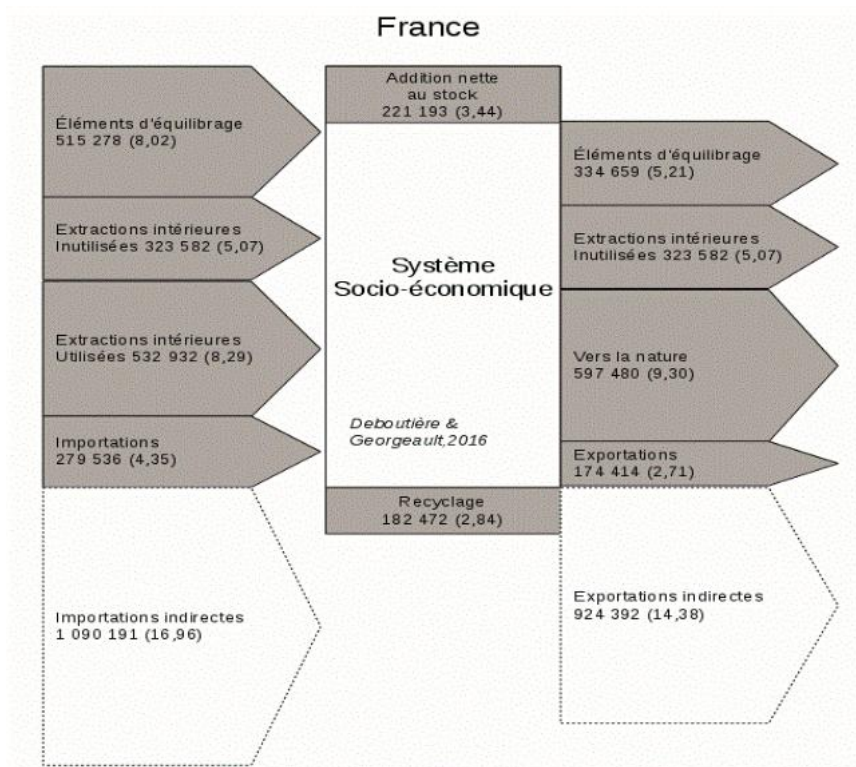 France
Éléments d'équilibrage
515 278 (8,02)
Extractions intérieures
Inutilisées 323 582 (5,07)
Extractions intérieures
Utilisées 532 932 (8,29)
Importations
279 536 (4,35)
Importations indirectes
1 090 191 (16,96)
Addition nette
au stock
221 193 (3,44)
Système
Socio-économique
Deboutière &
Georgeault,2016
Recyclage
182 472 (2,84)
Éléments d'équilibrage
334 659 (5,21)
Extractions intérieures
Inutilisées 323 582 (5,07)
Vers la nature
597 480 (9,30)
Exportations
174 414 (2,71)
Exportations indirectes
924 392 (14,38)